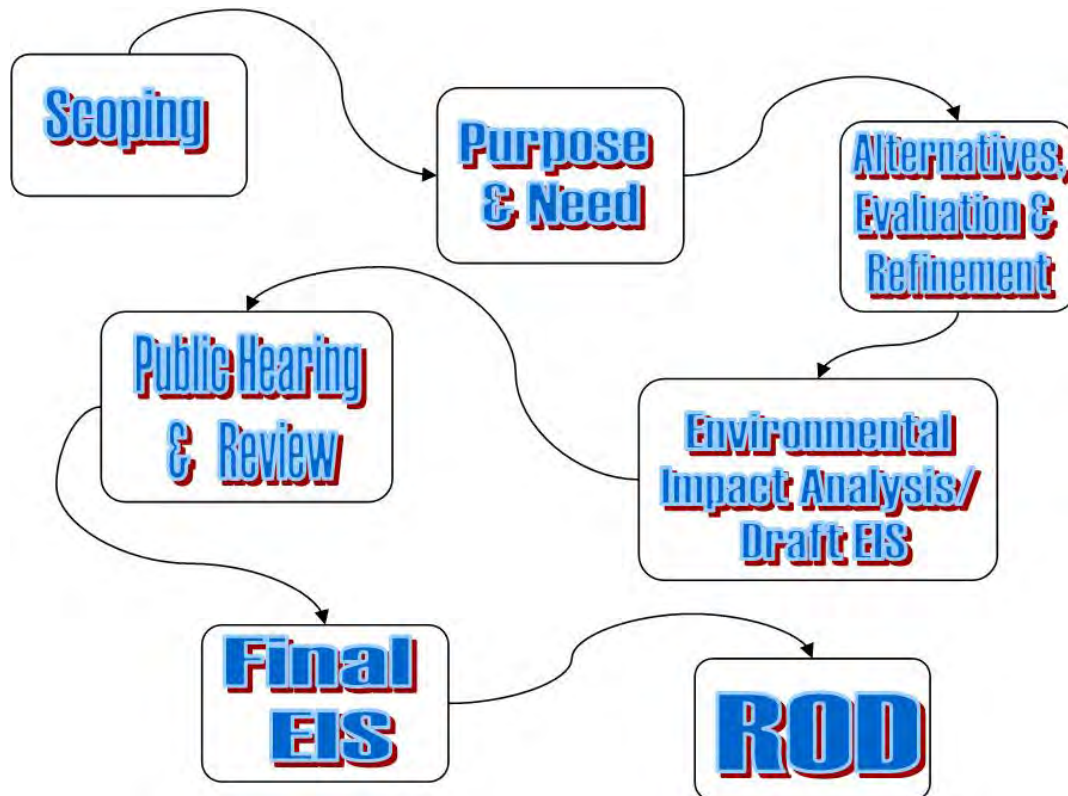 Scoping
Purpose
& Need
Alternatives,
Evaluation &
Refinement
Environmental
Impact Analysis/
Draft EIS
Public Hearing
& Review
Final
EIS
ROD